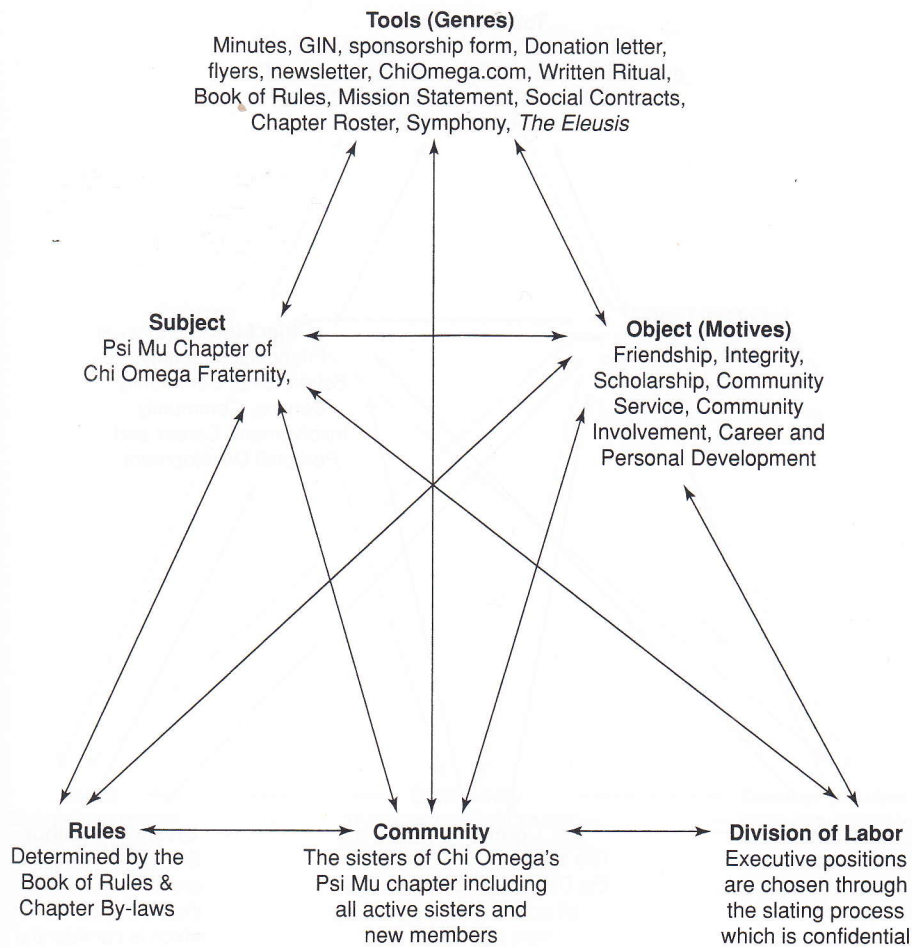 Tools (Genres)
Minutes, GIN, sponsorship form, Donation letter,
flyers, newsletter, ChiOmega.com, Written Ritual,
Book of Rules, Mission Statement, Social Contracts,
Chapter Roster, Symphony, The Eleusis
Subject
Psi Mu Chapter of
Chi Omega Fraternity,
Object (Motives)
Friendship, Integrity,
Scholarship, Community
Service, Community
Involvement, Career and
Personal Development
Rules
Determined by the
Book of Rules &
Chapter By-laws
Community
The sisters of Chi Omega's
Psi Mu chapter including
all active sisters and
new members
Division of Labor
Executive positions
are chosen through
the slating process
which is confidential